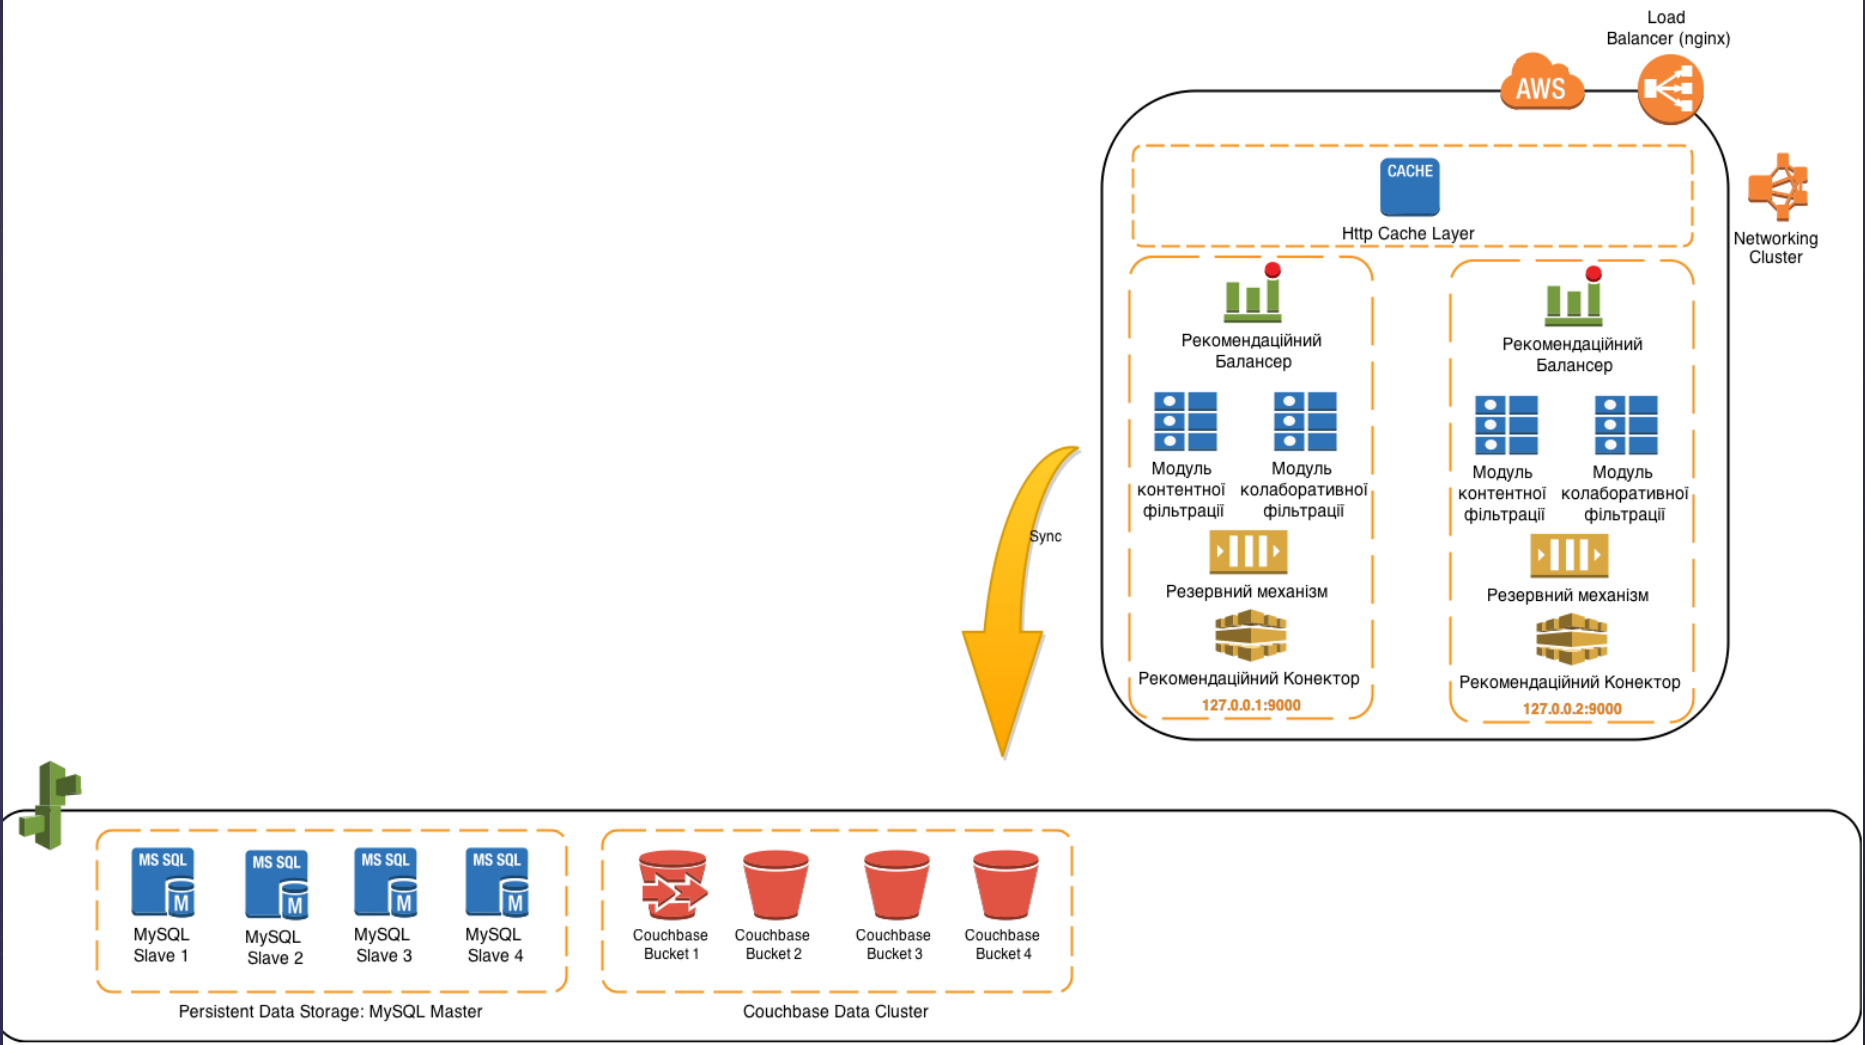 Load
Balancer (nginx)
AWS
CACHE
Http Cache Layer
Networking
Cluster
Рекомендаційний
Балансер
Модуль
контентної
фільтрації
Модуль
колаборативної
фільтрації
Резервний механізм
Рекомендаційний Конектор
127.0.0.1:9000
Рекомендаційний
Балансер
Модуль
контентної
фільтрації
Модуль
колаборативної
фільтрації
Резервний механізм
Рекомендаційний Конектор
127.0.0.2:9000
Sync
MS SQL
M
MySQL
Slave 1
MS SQL
M
MySQL
Slave 2
MS SQL
M
MySQL
Slave 3
MS SQL
M
MySQL
Slave 4
Persistent Data Storage: MySQL Master
Couchbase
Bucket 1
Couchbase
Bucket 2
Couchbase
Bucket 3
Couchbase
Bucket 4
Couchbase Data Cluster